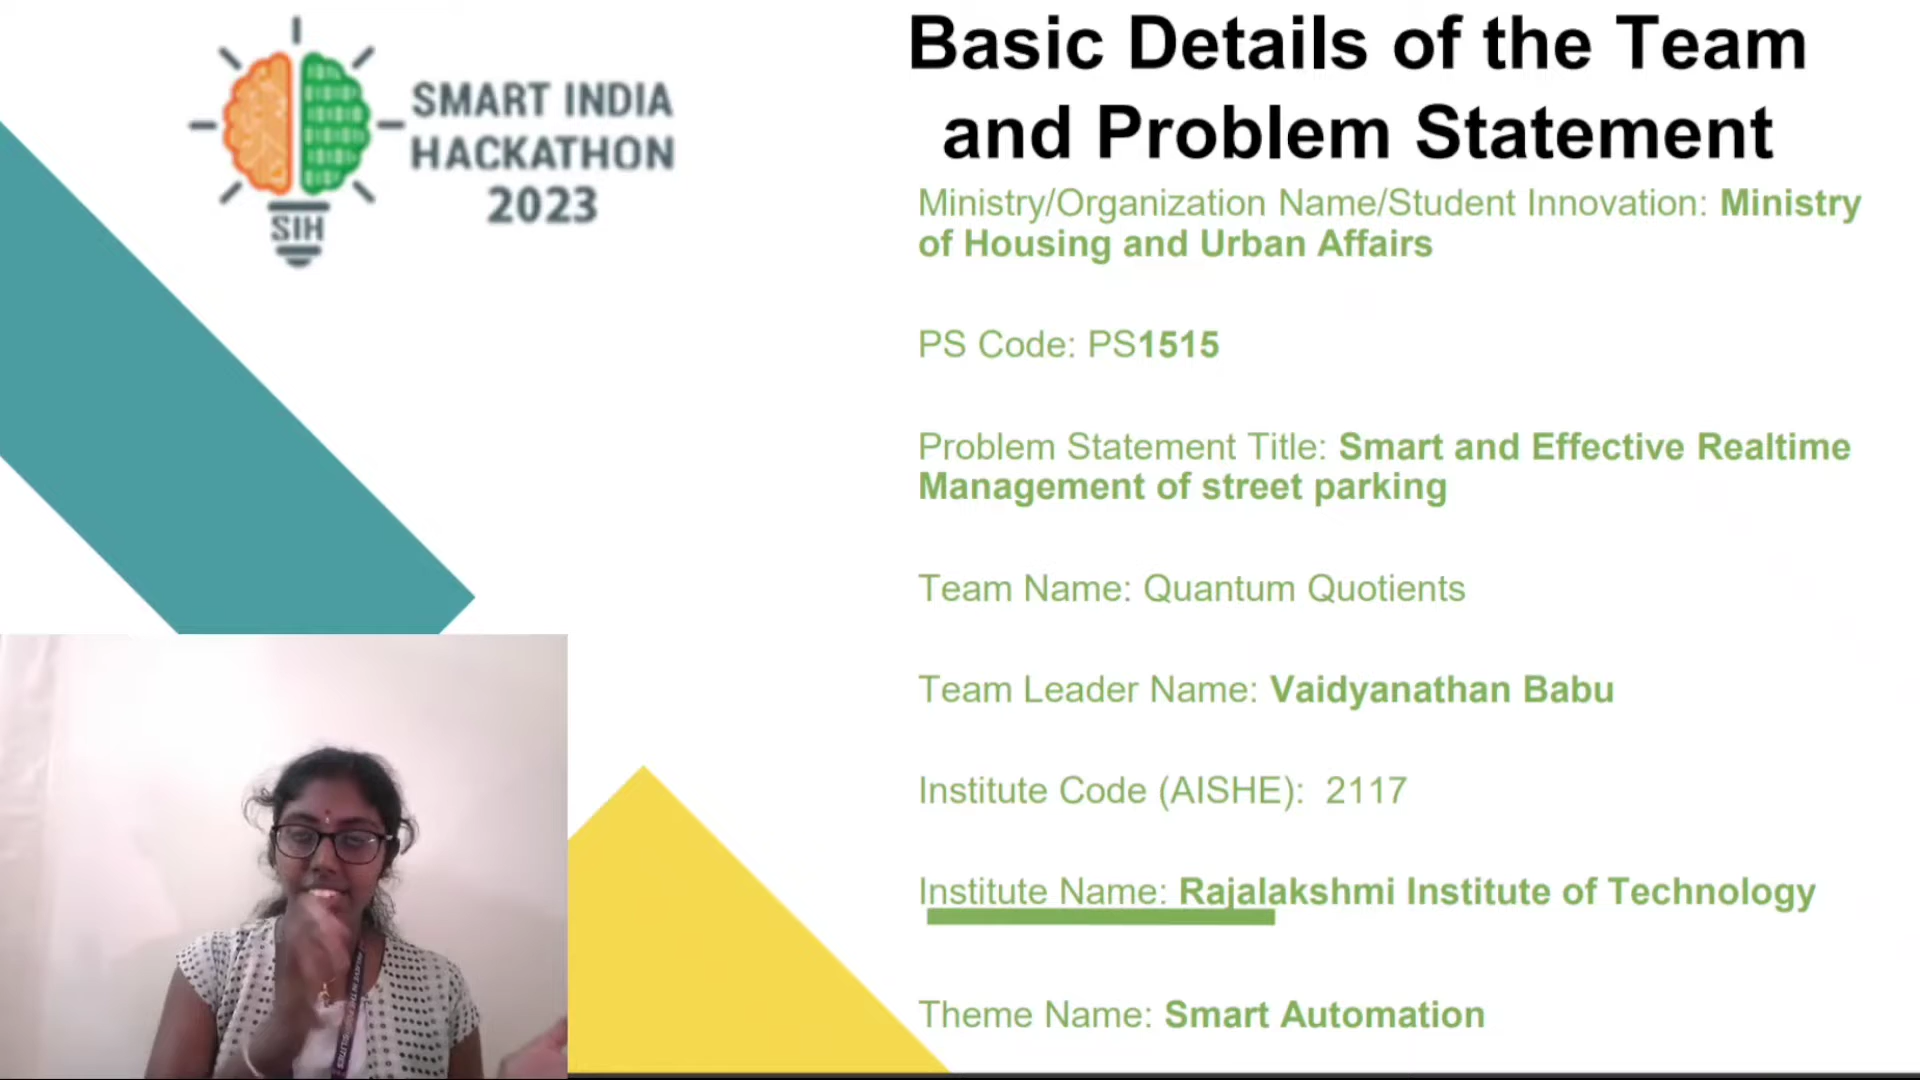 SMART INDIA
HACKATHON
2023
SIH
Basic Details of the Team
and Problem Statement
Ministry/Organization Name/Student Innovation: Ministry
of Housing and Urban Affairs
PS Code: PS1515
Problem Statement Title: Smart and Effective Realtime
Management of street parking
Team Name: Quantum Quotients
Team Leader Name: Vaidyanathan Babu
Institute Code (AISHE): 2117
Institute Name: Rajalakshmi Institute of Technology
Theme Name: Smart Automation